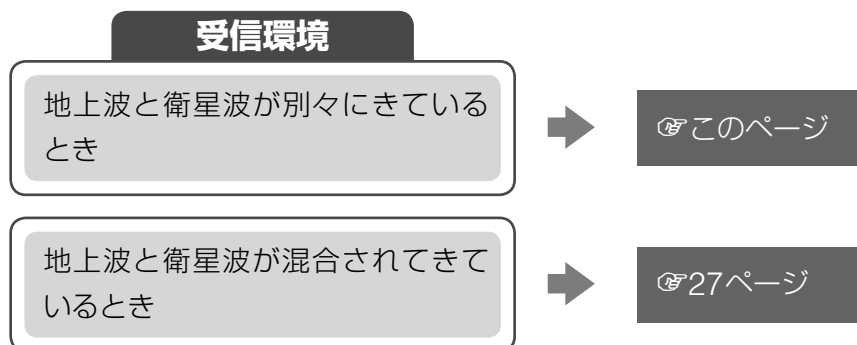 受信環境
地上波と衛星波が別々にきている
とき
☞このページ
地上波と衛星波が混合されてきて
いるとき
☞27ページ